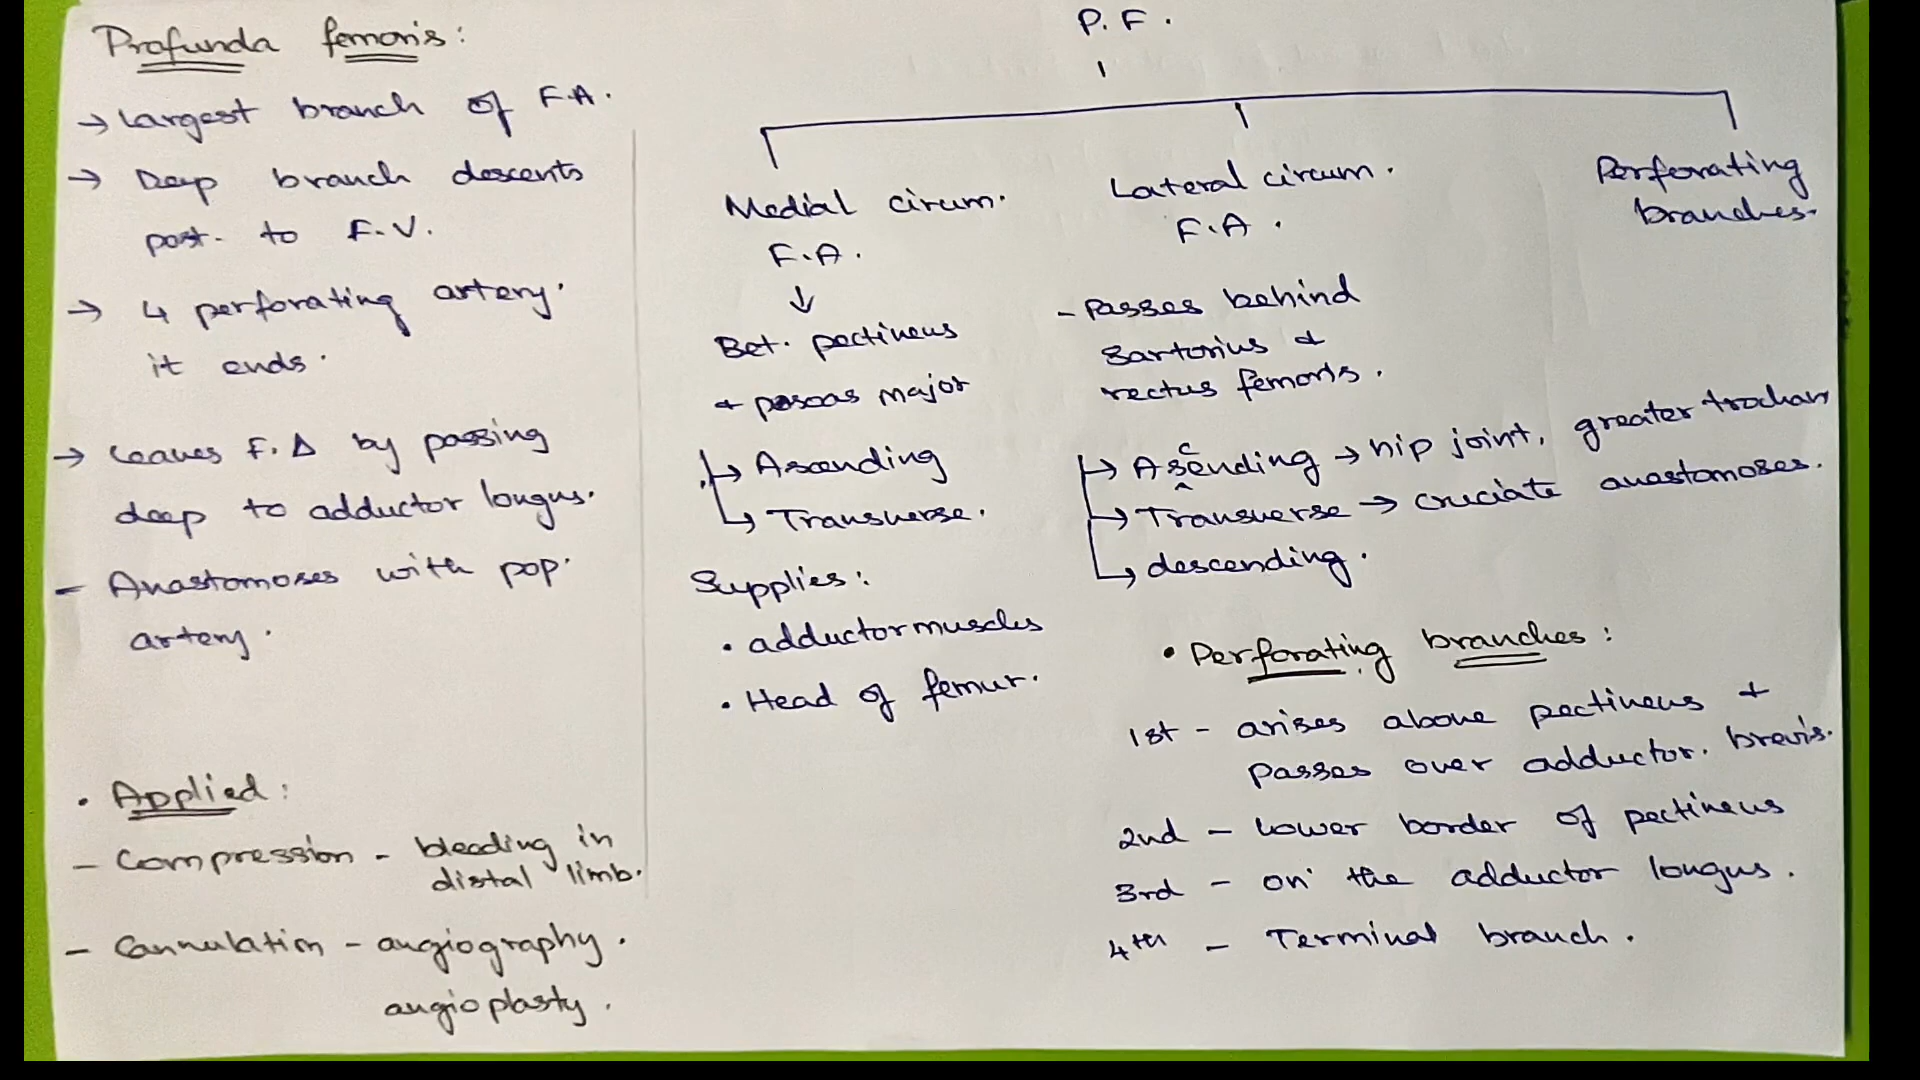 Profunda femoris:
→ Largest branch of F.A.
→ Deep branch descents
post. to F.V.
→ 4 perforating artery.
it ends.
→ Leaves F.Δ by passing
deep to adductor longus.
- Anastomoses with pop.
artery.
• Applied:
- Compression - bleeding in
distal limb.
- Cannulation - angiography.
angioplasty.
P.F.
Medial cirum.
F.A.
↓
Bet. pectineus
+ psoas major
→ Ascending
→ Transverse.
Supplies:
• adductor muscles
• Head of femur.
Lateral circum.
F.A.
- Passes behind
Sartorius +
rectus femoris.
→ Ascending → hip joint, greater trochan
→ Transverse → cruciate anastomoses.
→ descending.
Perforating
branches.
• Perforating branches:
1st - arises above pectineus +
passes over adductor. brevis.
2nd - lower border of pectineus
3rd - on the adductor longus.
4th - Terminal branch.